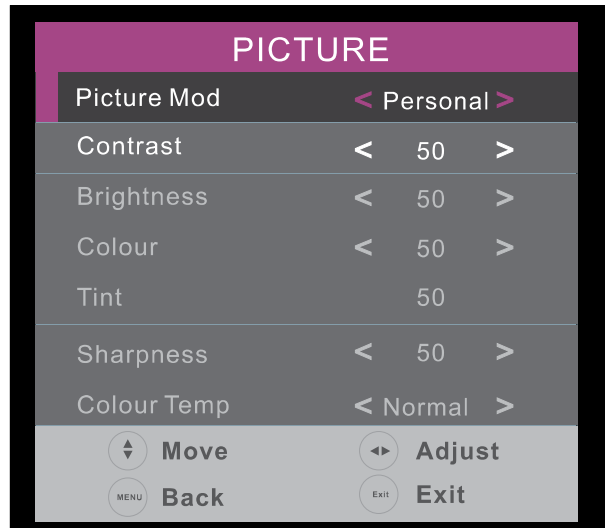 PICTURE
Picture Mod < Personal >
Contrast < 50 >
Brightness < 50 >
Colour < 50 >
Tint 50
Sharpness < 50 >
Colour Temp < Normal >
Move Adjust
MENU Back Exit Exit